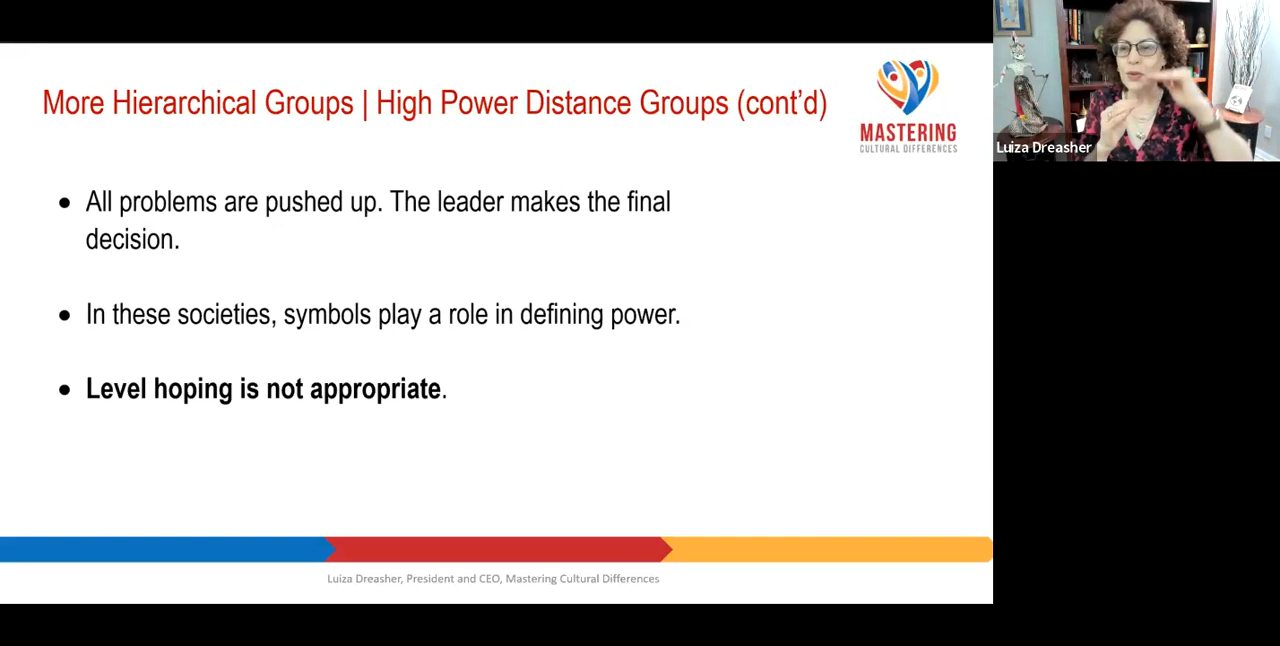 More Hierarchical Groups | High Power Distance Groups (cont’d)
MASTERING
CULTURAL DIFFERENCES
Luiza Dreasher
● All problems are pushed up. The leader makes the final
decision.
● In these societies, symbols play a role in defining power.
● Level hoping is not appropriate.
Luiza Dreasher, President and CEO, Mastering Cultural Differences